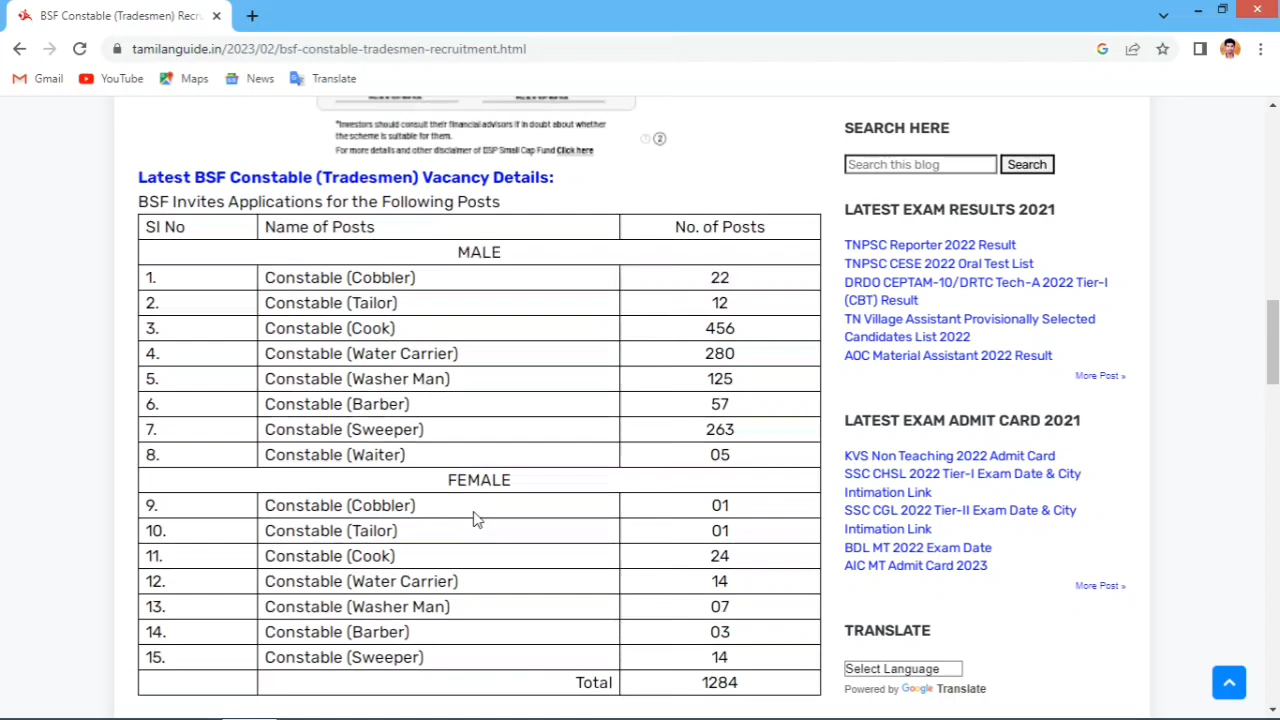 BSF Constable (Tradesmen) Recr
tamilanguide.in/2023/02/bsf-constable-tradesmen-recruitment.html
Gmail YouTube Maps News Translate
*Investors should consult their financial advisors if in doubt about whether
the scheme is suitable for them.
For more details and other disclaimer of DSP Small Cap Fund Click here
Latest BSF Constable (Tradesmen) Vacancy Details:
BSF Invites Applications for the Following Posts
Sl No Name of Posts No. of Posts
MALE
1. Constable (Cobbler) 22
2. Constable (Tailor) 12
3. Constable (Cook) 456
4. Constable (Water Carrier) 280
5. Constable (Washer Man) 125
6. Constable (Barber) 57
7. Constable (Sweeper) 263
8. Constable (Waiter) 05
FEMALE
9. Constable (Cobbler) 01
10. Constable (Tailor) 01
11. Constable (Cook) 24
12. Constable (Water Carrier) 14
13. Constable (Washer Man) 07
14. Constable (Barber) 03
15. Constable (Sweeper) 14
Total 1284
SEARCH HERE
Search this blog Search
LATEST EXAM RESULTS 2021
TNPSC Reporter 2022 Result
TNPSC CESE 2022 Oral Test List
DRDO CEPTAM-10/DRTC Tech-A 2022 Tier-I
(CBT) Result
TN Village Assistant Provisionally Selected
Candidates List 2022
AOC Material Assistant 2022 Result
More Post »
LATEST EXAM ADMIT CARD 2021
KVS Non Teaching 2022 Admit Card
SSC CHSL 2022 Tier-I Exam Date & City
Intimation Link
SSC CGL 2022 Tier-II Exam Date & City
Intimation Link
BDL MT 2022 Exam Date
AIC MT Admit Card 2023
More Post »
TRANSLATE
Select Language
Powered by Google Translate